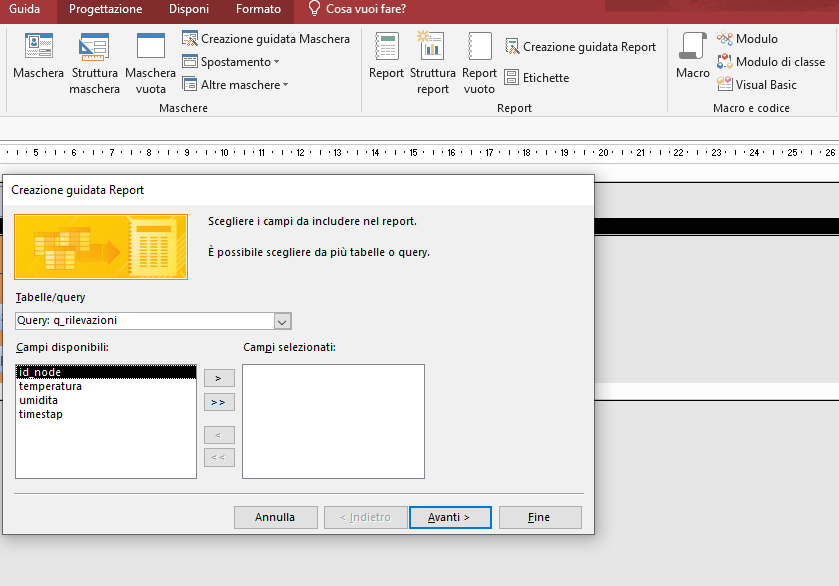 Guida Progettazione Disponi Formato Cosa vuoi fare?
Maschera
Struttura maschera
Maschera vuota
Creazione guidata Maschera
Spostamento
Altre maschere
Maschere
Report
Struttura report
Report vuoto
Creazione guidata Report
Etichette
Report
Macro
Modulo
Modulo di classe
Visual Basic
Macro e codice
5 6 7 8 9 10 11 12 13 14 15 16 17 18 19 20 21 22 23 24 25 26
Creazione guidata Report
Scegliere i campi da includere nel report.
È possibile scegliere da più tabelle o query.
Tabelle/query
Query: q_rilevazioni
Campi disponibili:
Campi selezionati:
id_node
temperatura
umidita
timestap
>
>>
<
<<
Annulla < Indietro Avanti > Fine